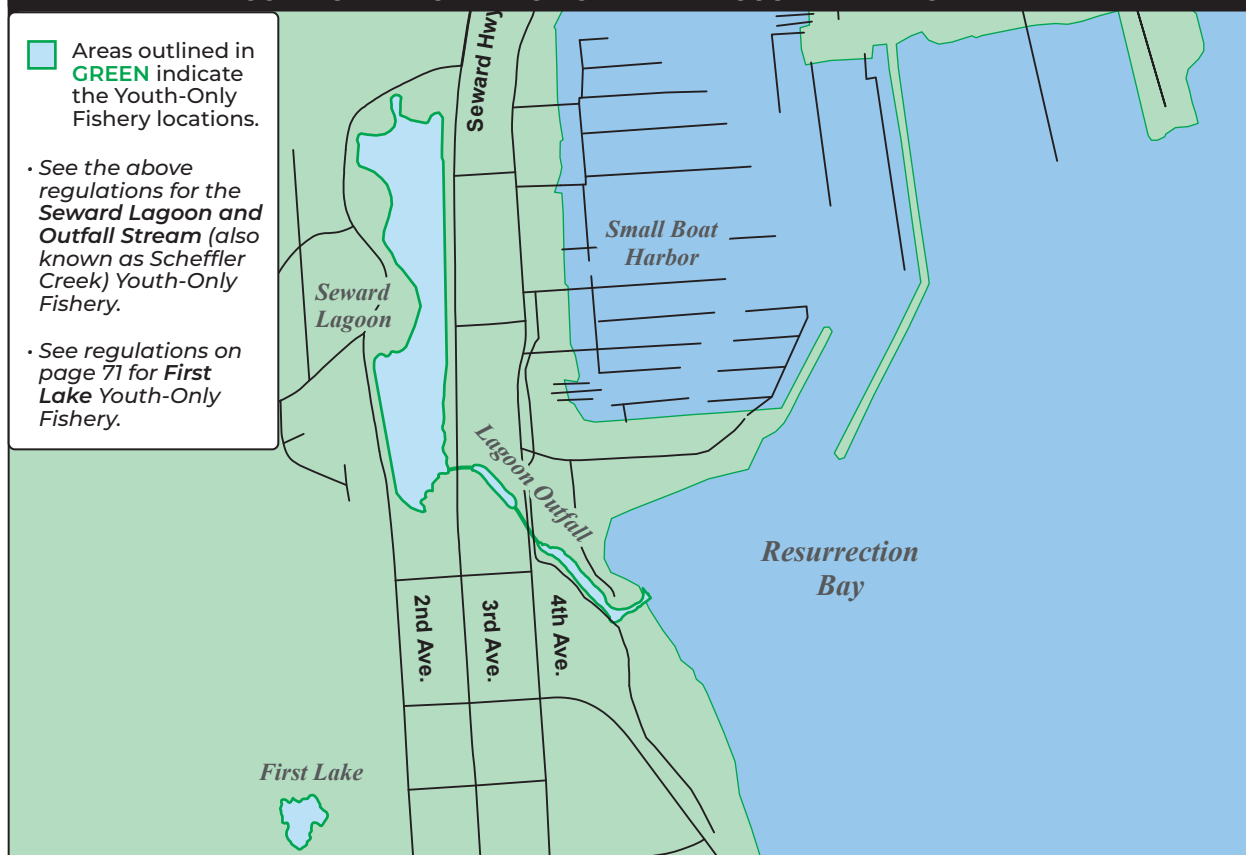 Areas outlined in
GREEN indicate
the Youth-Only
Fishery locations.
• See the above
regulations for the
Seward Lagoon and
Outfall Stream (also
known as Scheffler
Creek) Youth-Only
Fishery.
• See regulations on
page 71 for First
Lake Youth-Only
Fishery.
Seward Hwy
Small Boat
Harbor
Seward
Lagoon
Lagoon Outfall
Resurrection
Bay
2nd Ave.
3rd Ave.
4th Ave.
First Lake